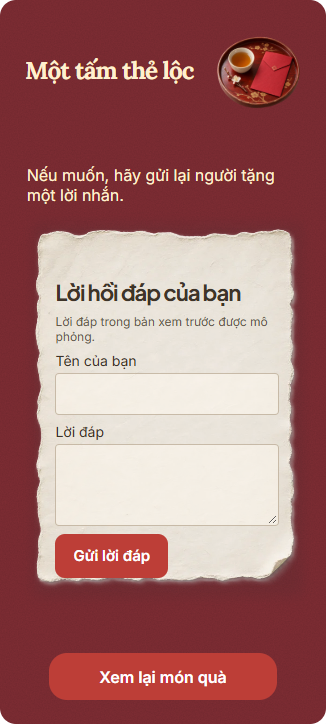 Một tấm thẻ lộc
Nếu muốn, hãy gửi lại người tặng
một lời nhắn.
Lời hồi đáp của bạn
Lời đáp trong bản xem trước được mô
phỏng.
Tên của bạn
Lời đáp
Gửi lời đáp
Xem lại món quà